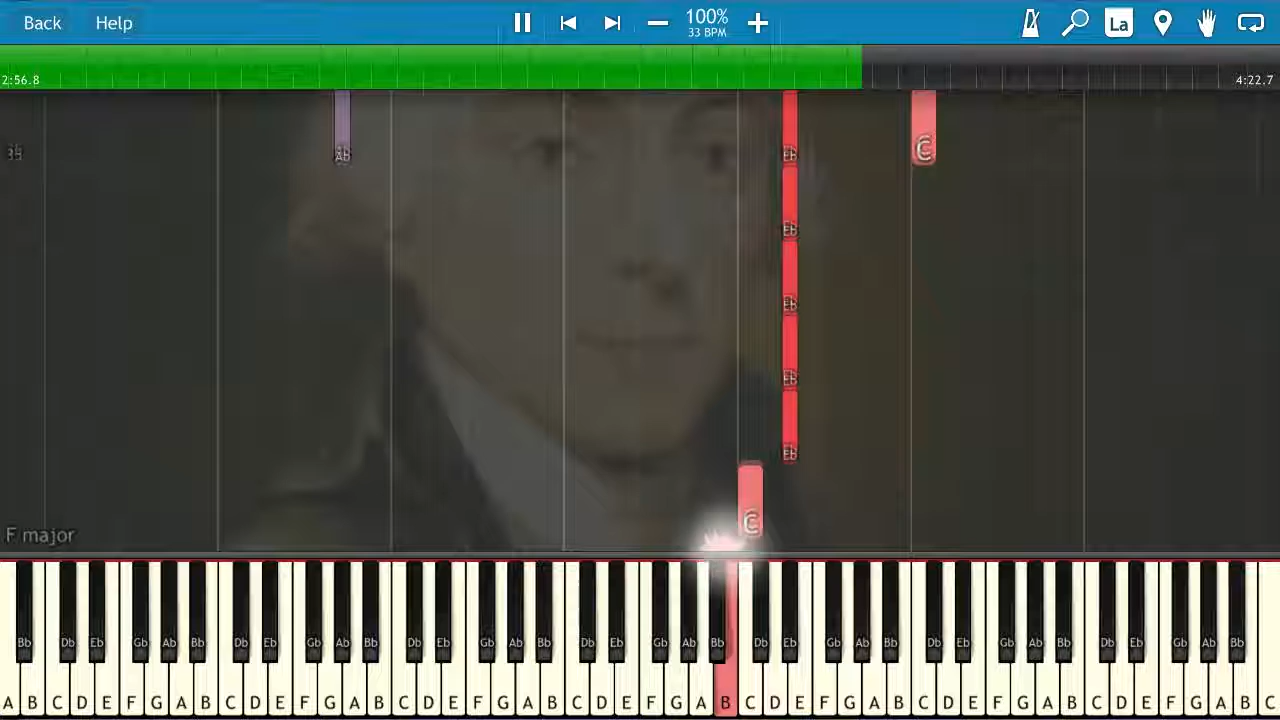 Back Help 100% La
33 BPM
2:56.8 4:22.7
35 Ab Eb C
Eb
Eb
Eb
Eb
C
F major
Bb Db Eb Gb Ab Bb Db Eb Gb Ab Bb Db Eb Gb Ab Bb Db Eb Gb Ab Bb Db Eb Gb Ab Bb Db Eb Gb Ab Bb Db Eb Gb Ab Bb
A B C D E F G A B C D E F G A B C D E F G A B C D E F G A B C D E F G A B C D E F G A B C D E F G A B C